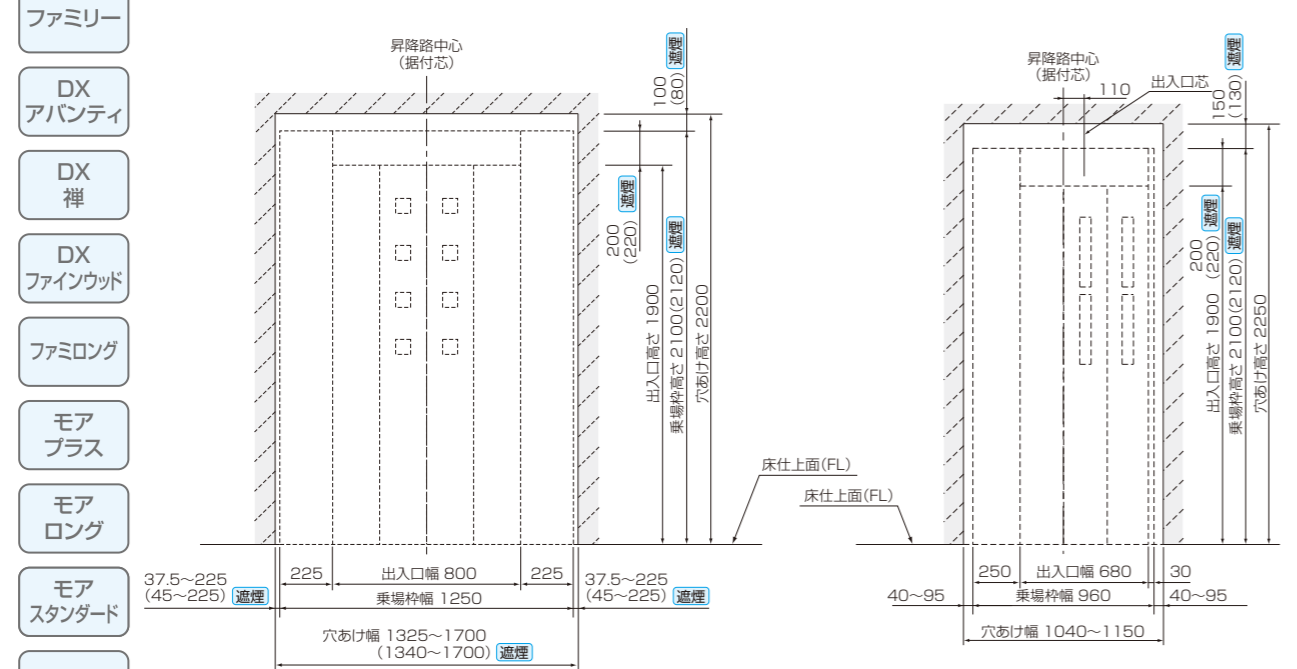 ファミリー
DX
アバンティ
DX
禅
DX
ファインウッド
ファミロング
モア
プラス
モア
ロング
モア
スタンダード
昇降路中心
(据付芯)
100
(80) 遮煙
200
(220) 遮煙
出入口高さ 1900
乗場枠高さ 2100(2120) 遮煙
穴あけ高さ 2200
床仕上面(FL)
37.5～225
(45～225) 遮煙
225
出入口幅 800
225
37.5～225
(45～225) 遮煙
乗場枠幅 1250
穴あけ幅 1325～1700
(1340～1700) 遮煙
昇降路中心
(据付芯)
110
出入口芯
150
(130) 遮煙
200
(220) 遮煙
出入口高さ 1900
乗場枠高さ 2100(2120) 遮煙
穴あけ高さ 2250
床仕上面(FL)
250
出入口幅 680
30
40～95
乗場枠幅 960
40～95
穴あけ幅 1040～1150